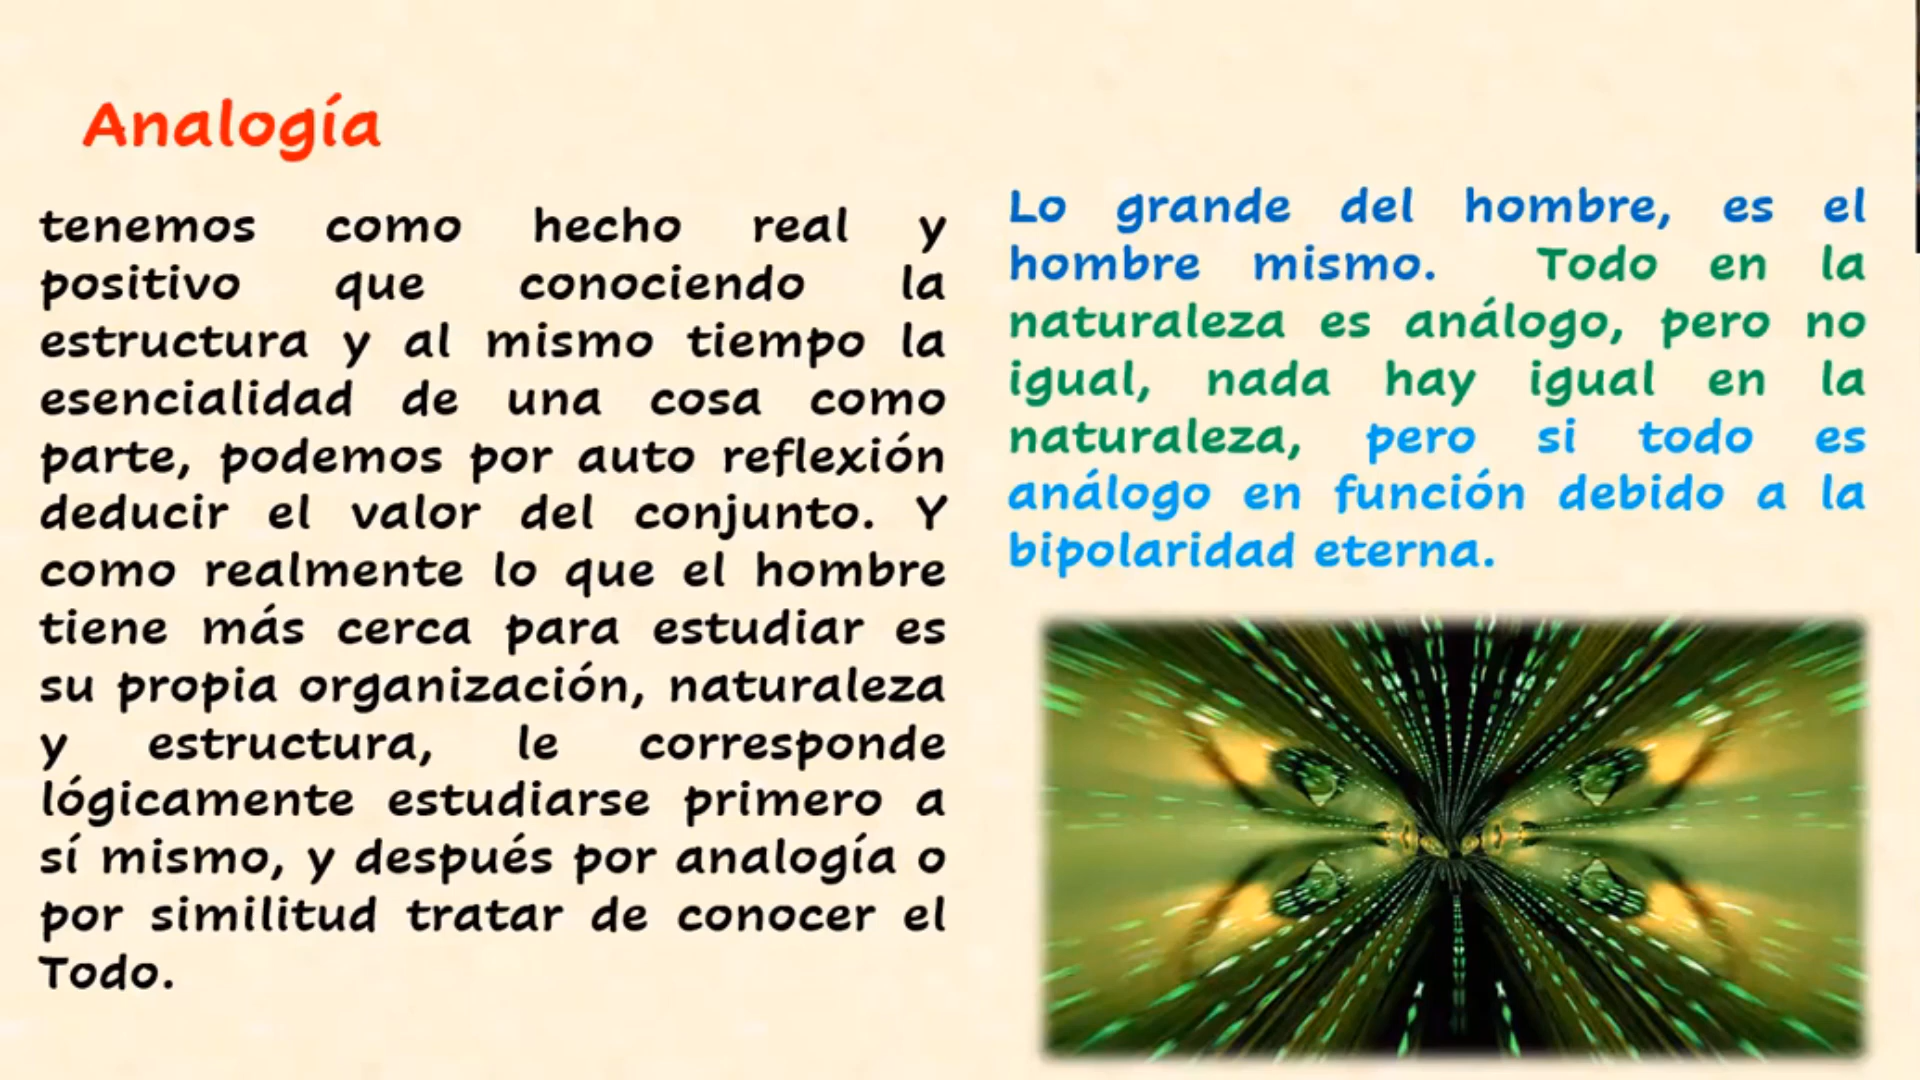 Analogía
tenemos como hecho real y
positivo que conociendo la
estructura y al mismo tiempo la
esencialidad de una cosa como
parte, podemos por auto reflexión
deducir el valor del conjunto. Y
como realmente lo que el hombre
tiene más cerca para estudiar es
su propia organización, naturaleza
y estructura, le corresponde
lógicamente estudiarse primero a
sí mismo, y después por analogía o
por similitud tratar de conocer el
Todo.
Lo grande del hombre, es el
hombre mismo. Todo en la
naturaleza es análogo, pero no
igual, nada hay igual en la
naturaleza, pero si todo es
análogo en función debido a la
bipolaridad eterna.